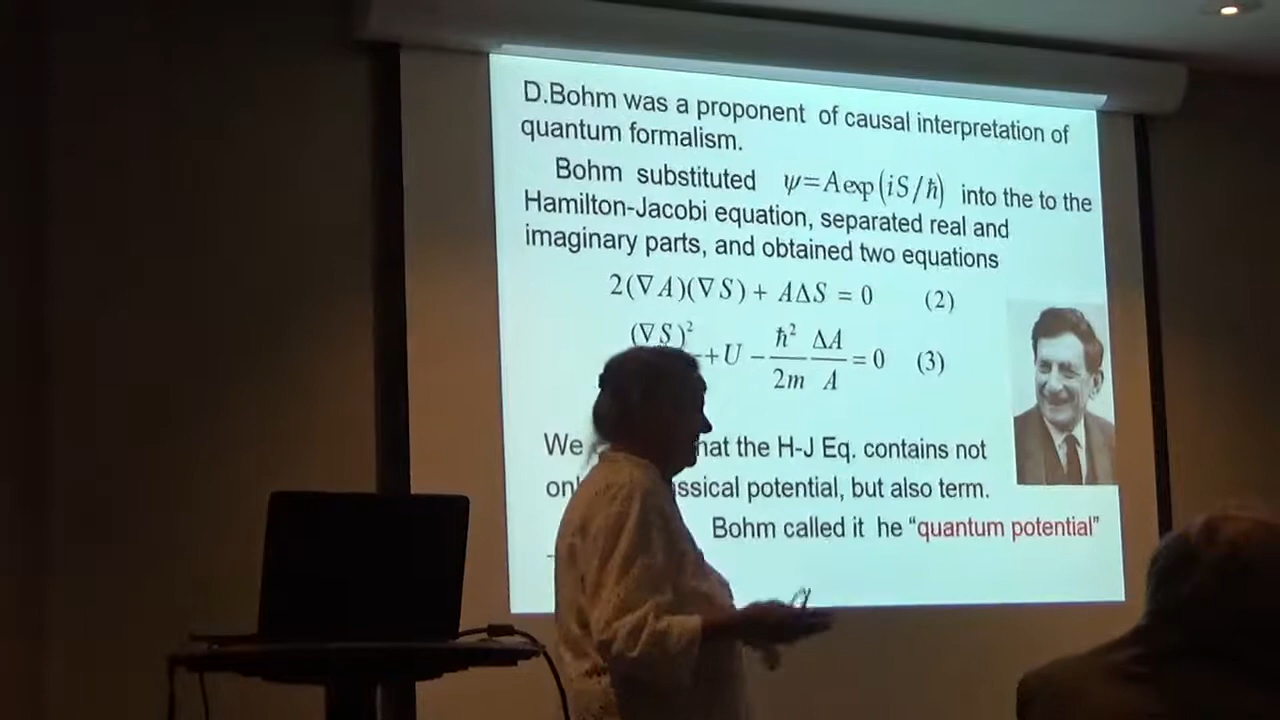 D.Bohm was a proponent of causal interpretation of
quantum formalism.
Bohm substituted ψ=Aexp(iS/ħ) into the to the
Hamilton-Jacobi equation, separated real and
imaginary parts, and obtained two equations
2(∇A)(∇S)+ AΔS = 0 (2)
(∇S)² +U − ħ²/2m ΔA/A = 0 (3)
We hat the H-J Eq. contains not
ssical potential, but also term.
Bohm called it he “quantum potential”